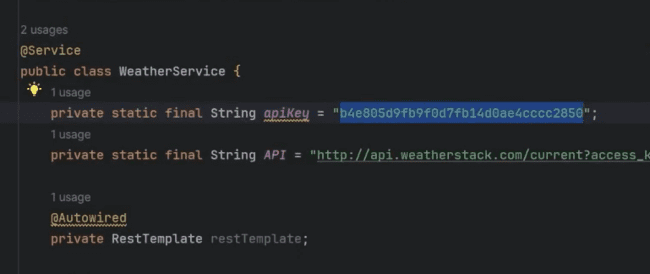 2 usages
@Service
public class WeatherService {
1 usage
private static final String apiKey = "b4e805d9fb9f0d7fb14d0ae4cccc2850";
1 usage
private static final String API = "http://api.weatherstack.com/current?access_k
1 usage
@Autowired
private RestTemplate restTemplate;